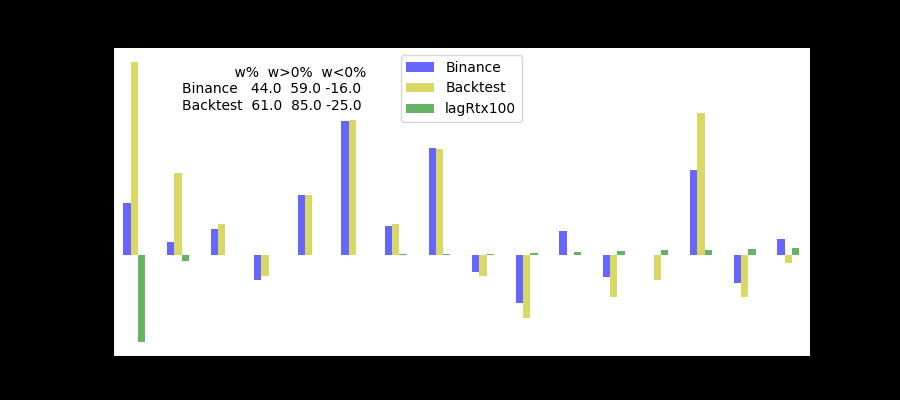 w% w>0% w<0%
Binance 44.0 59.0 -16.0
Backtest 61.0 85.0 -25.0
Binance
Backtest
lagRtx100